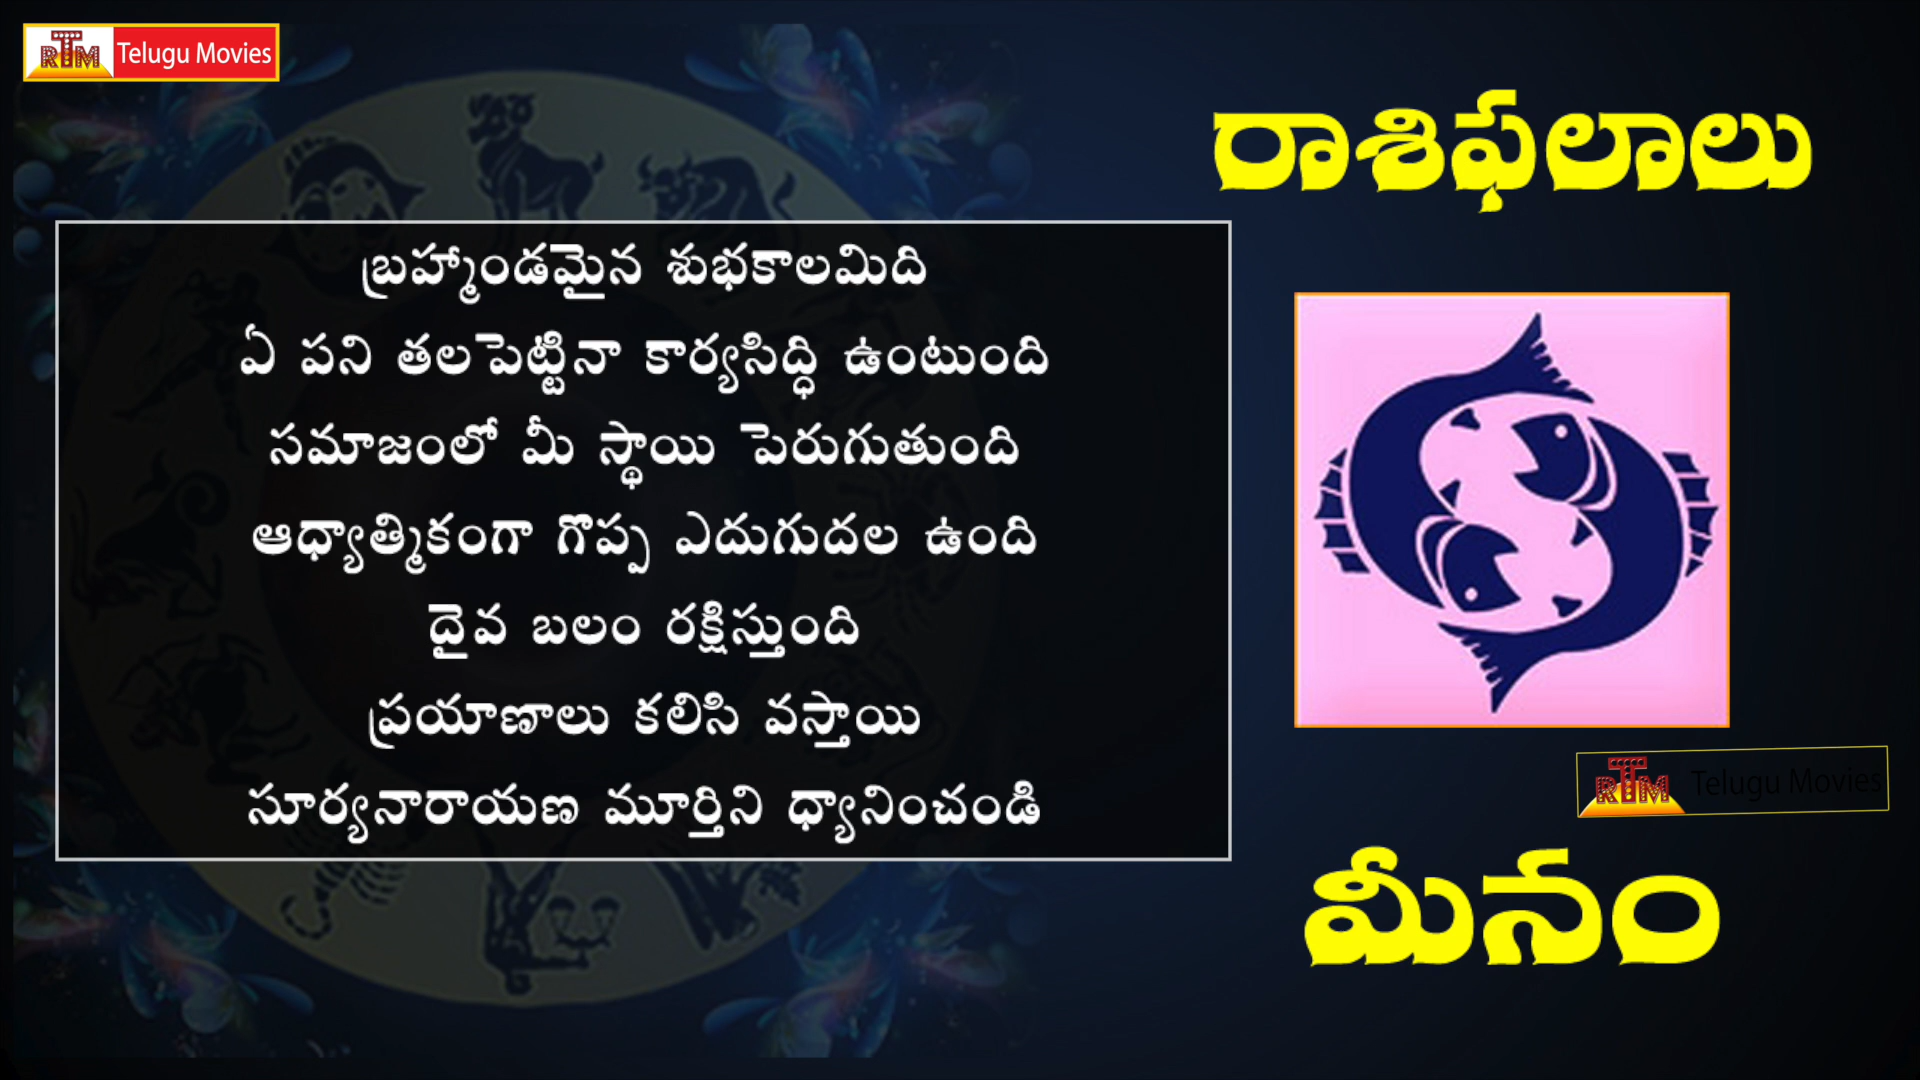 RTM Telugu Movies
రాశిఫలాలు
బ్రహ్మాండమైన శుభకాలమిది
ఏ పని తలపెట్టినా కార్యసిద్ధి ఉంటుంది
సమాజంలో మీ స్థాయి పెరుగుతుంది
ఆధ్యాత్మికంగా గొప్ప ఎదుగుదల ఉంది
దైవ బలం రక్షిస్తుంది
ప్రయాణాలు కలిసి వస్తాయి
సూర్యనారాయణ మూర్తిని ధ్యానించండి
RTM Telugu Movies
మీనం